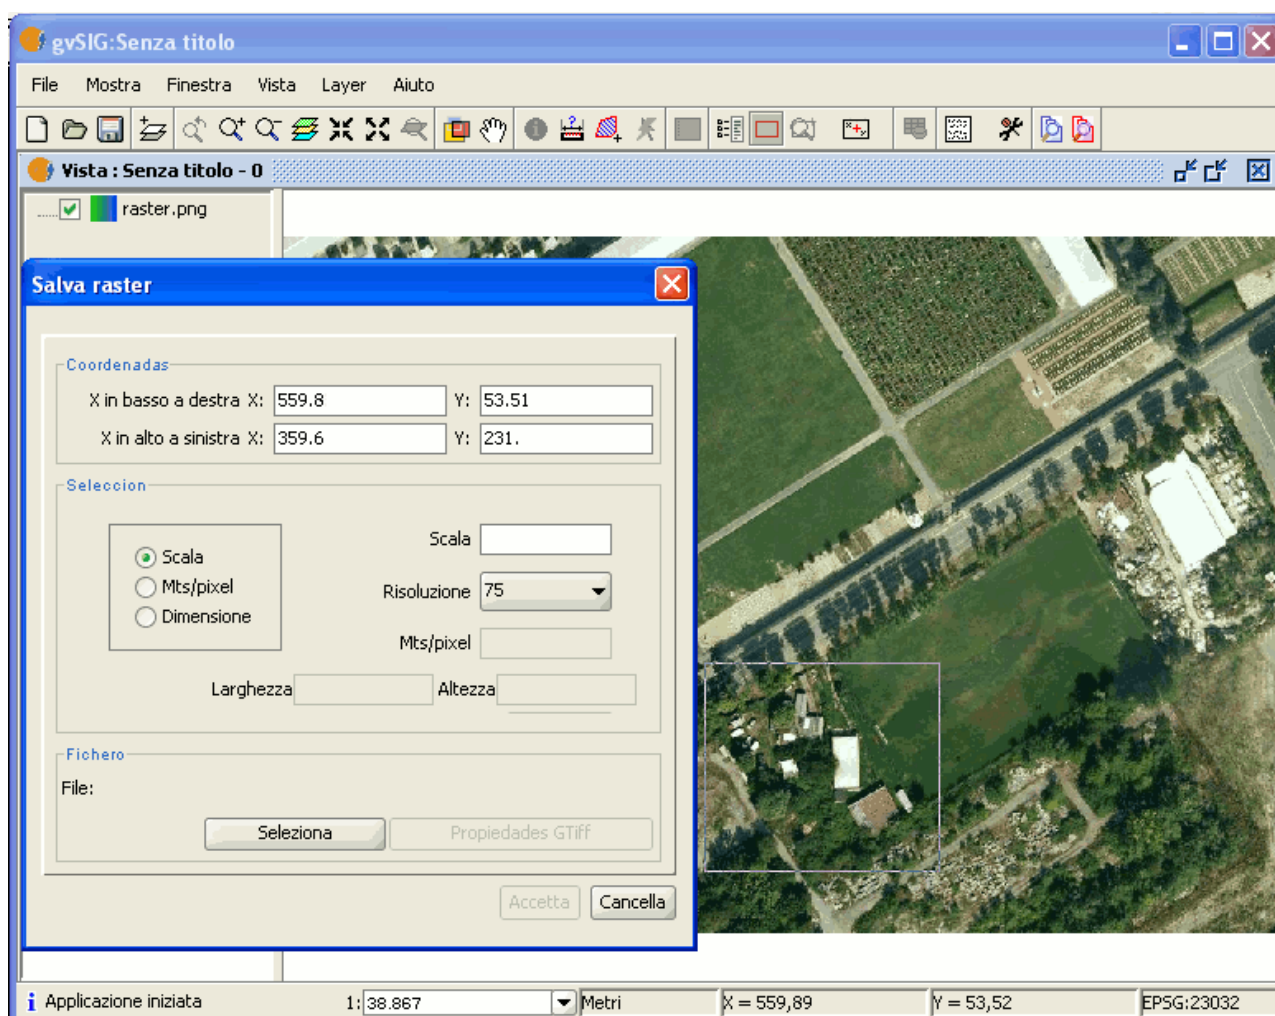 gvSIG:Senza titolo
File Mostra Finestra Vista Layer Aiuto
Vista : Senza titolo - 0
raster.png
Salva raster
Coordenadas
X in basso a destra X: 559.8 Y: 53.51
X in alto a sinistra X: 359.6 Y: 231.
Seleccion
Scala
Mts/pixel
Dimensione
Scala
Risoluzione 75
Mts/pixel
Larghezza Altezza
Fichero
File:
Seleziona Propiedades GTiff
Accetta Cancella
Applicazione iniziata 1: 38.867 Metri X = 559,89 Y = 53,52 EPSG:23032